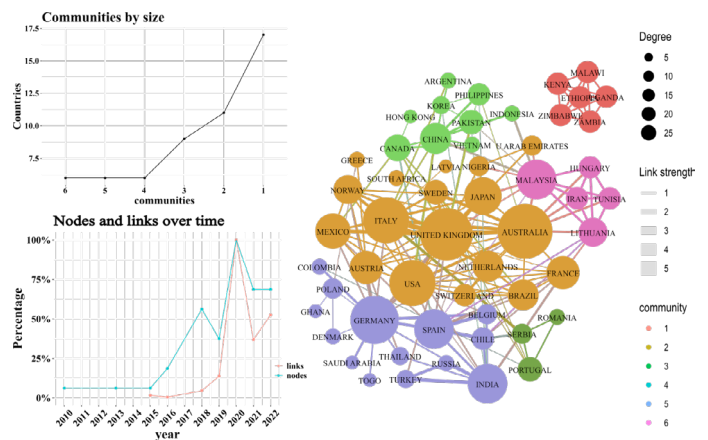 Communities by size
17.5
15.0
12.5
10.0
7.5
Countries
6
5
4
3
2
1
communities
Nodes and links over time
100%
75%
50%
25%
0%
Percentage
2010
2011
2012
2013
2014
2015
2016
2017
2018
2019
2020
2021
2022
year
links
nodes
ARGENTINA
KOREA
PHILIPPINES
HONG KONG
PAKISTAN
INDONESIA
CHINA
CANADA
VIETNAM
U.ARAB EMIRATES
MALAWI
KENYA
ETHIOPIA
UGANDA
ZIMBABWE
ZAMBIA
GREECE
LATVIA
NIGERIA
SOUTH AFRICA
NORWAY
SWEDEN
JAPAN
MALAYSIA
HUNGARY
IRAN
TUNISIA
LITHUANIA
MEXICO
ITALY
UNITED KINGDOM
AUSTRALIA
AUSTRIA
USA
NETHERLANDS
FRANCE
SWITZERLAND
BRAZIL
COLOMBIA
POLAND
GHANA
GERMANY
DENMARK
SPAIN
BELGIUM
CHILE
SERBIA
ROMANIA
PORTUGAL
SAUDI ARABIA
THAILAND
RUSSIA
TOGO
TURKEY
INDIA
Degree
5
10
15
20
25
Link strength
1
2
3
4
5
community
1
2
3
4
5
6